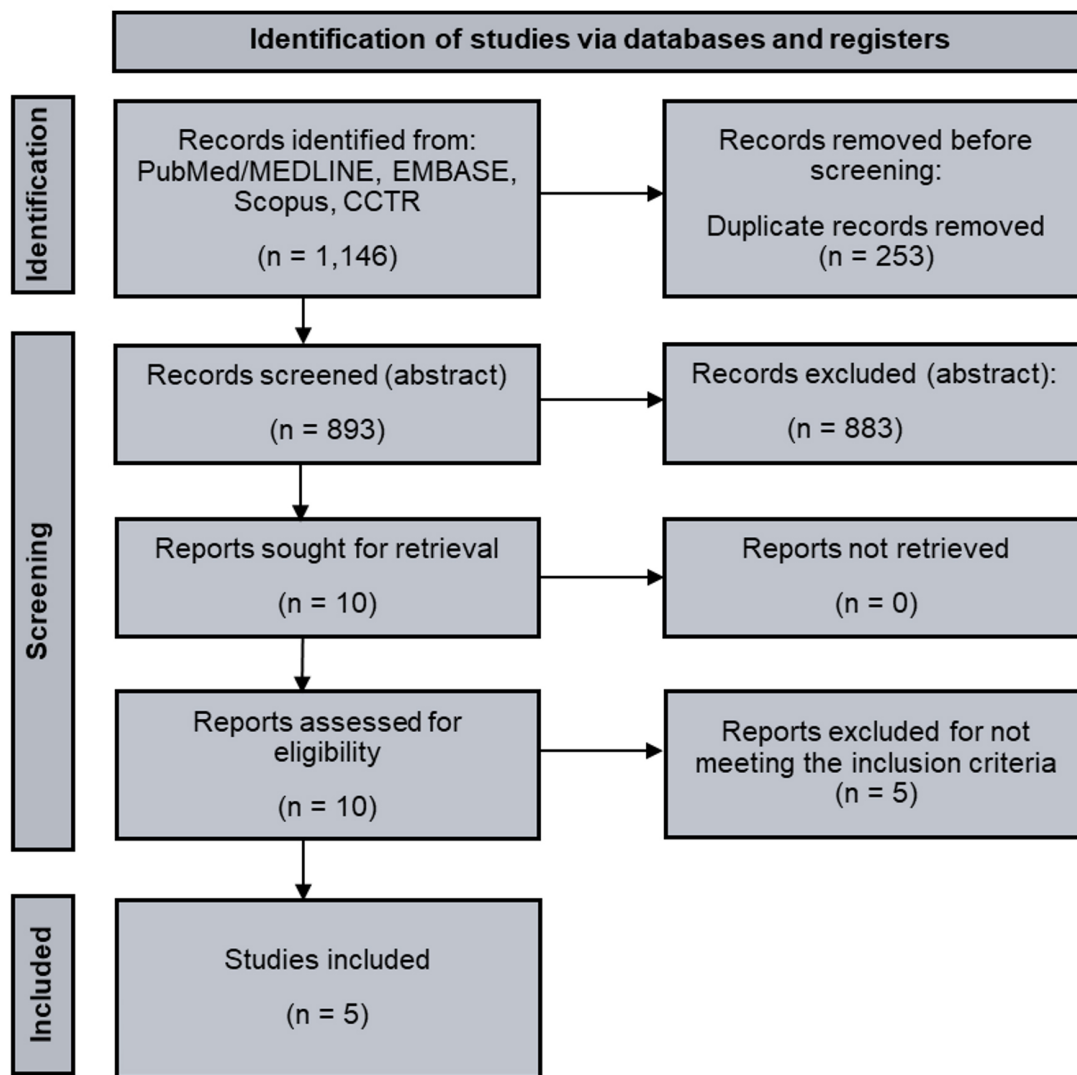 Identification of studies via databases and registers
Identification
Records identified from:
PubMed/MEDLINE, EMBASE,
Scopus, CCTR
(n = 1,146)
Records removed before
screening:
Duplicate records removed
(n = 253)
Screening
Records screened (abstract)
(n = 893)
Records excluded (abstract):
(n = 883)
Reports sought for retrieval
(n = 10)
Reports not retrieved
(n = 0)
Reports assessed for
eligibility
(n = 10)
Reports excluded for not
meeting the inclusion criteria
(n = 5)
Included
Studies included
(n = 5)